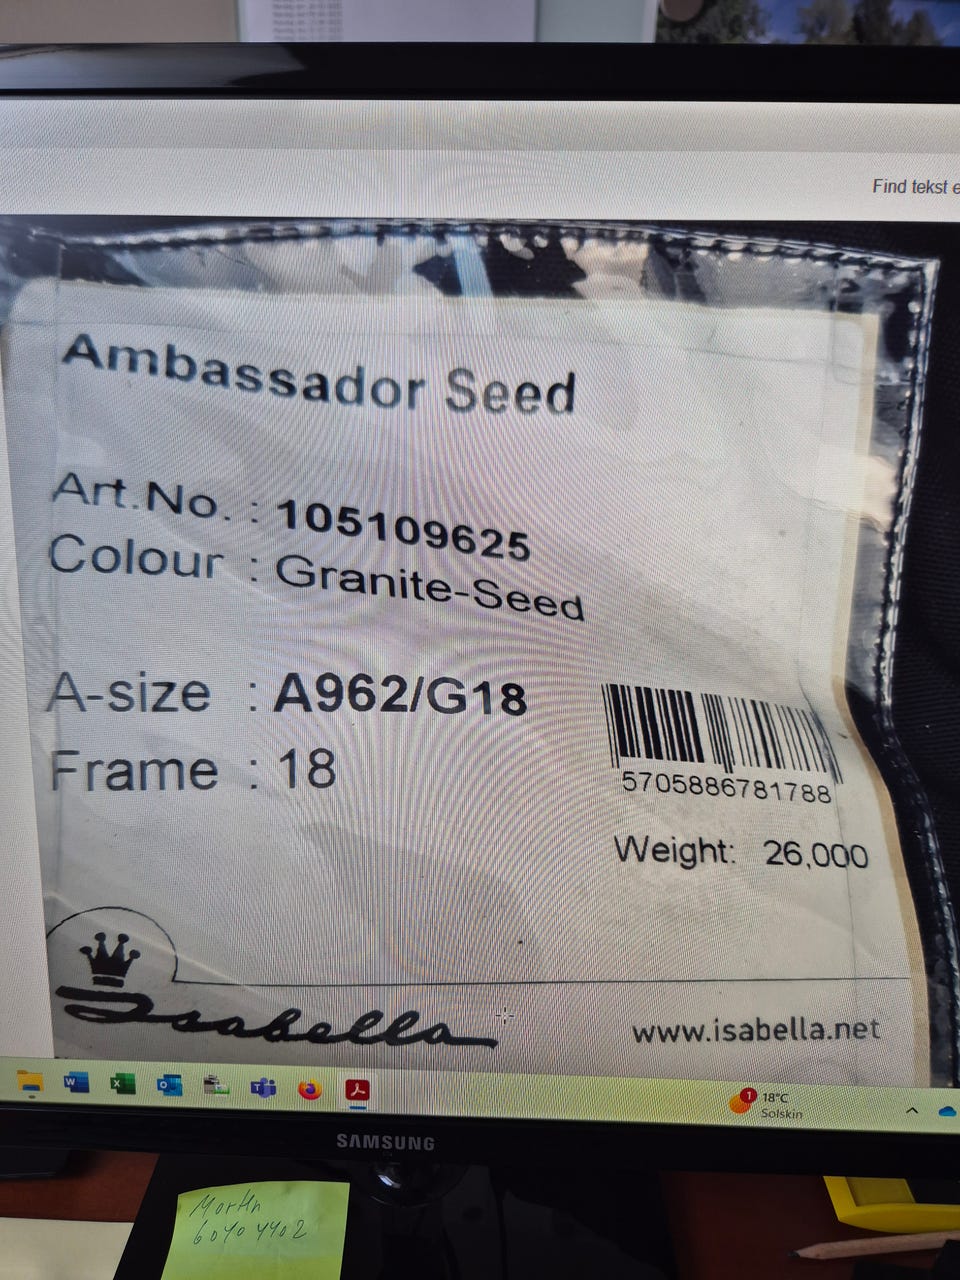 Find tekst e
Ambassador Seed
Art.No. : 105109625
Colour : Granite-Seed
A-size : A962/G18
Frame : 18
5705886781788
Weight: 26,000
Isabella
www.isabella.net
1
18°C
Solskin
SAMSUNG
60404402